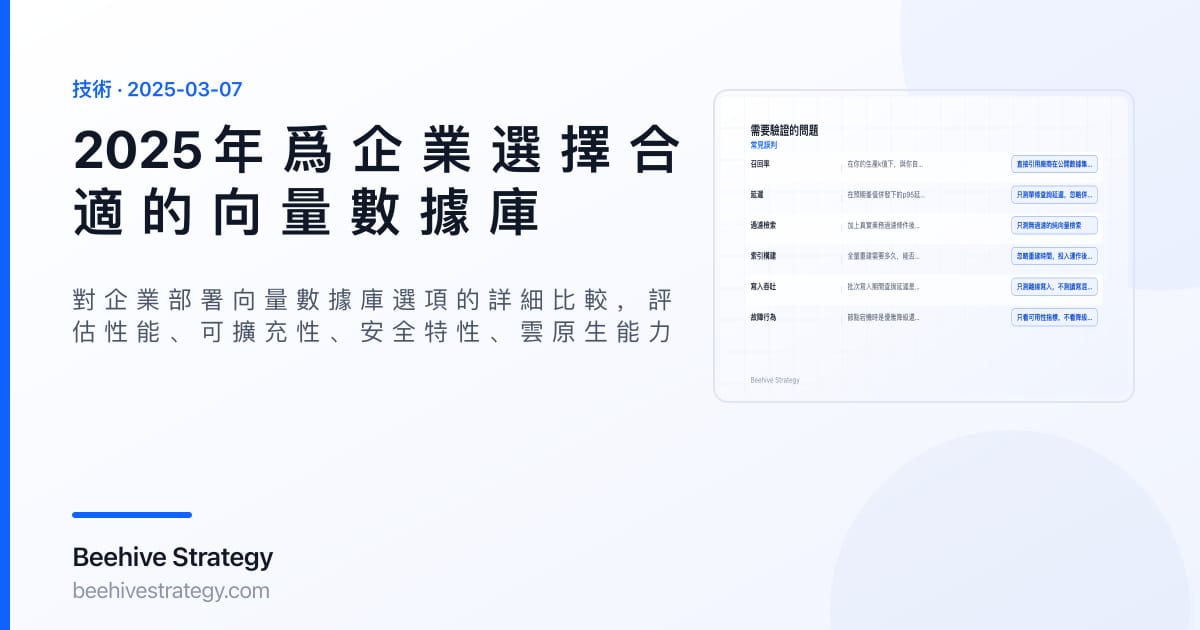 技術 · 2025-03-07
2025年爲企業選擇合
適的向量數據庫
對企業部署向量數據庫選項的詳細比較，評
估性能、可擴充性、安全特性、雲原生能力
Beehive Strategy
beehivestrategy.com
需要驗證的問題
常見誤判
召回率 在你的生產k值下，與你自... 直接引用廠商在公開數據集...
延遲 在預期峯值併發下的p95延... 只測單條查詢延遲，忽略併...
過濾檢索 加上真實業務過濾條件後... 只測無過濾的純向量檢索
索引構建 全量重建需要多久，能否... 忽略重建時間，投入運作後...
寫入吞吐 批次寫入期間查詢延遲是... 只測離線寫入，不測讀寫混...
故障行為 節點宕機時是優雅降級還... 只看可用性指標，不看降級...
Beehive Strategy